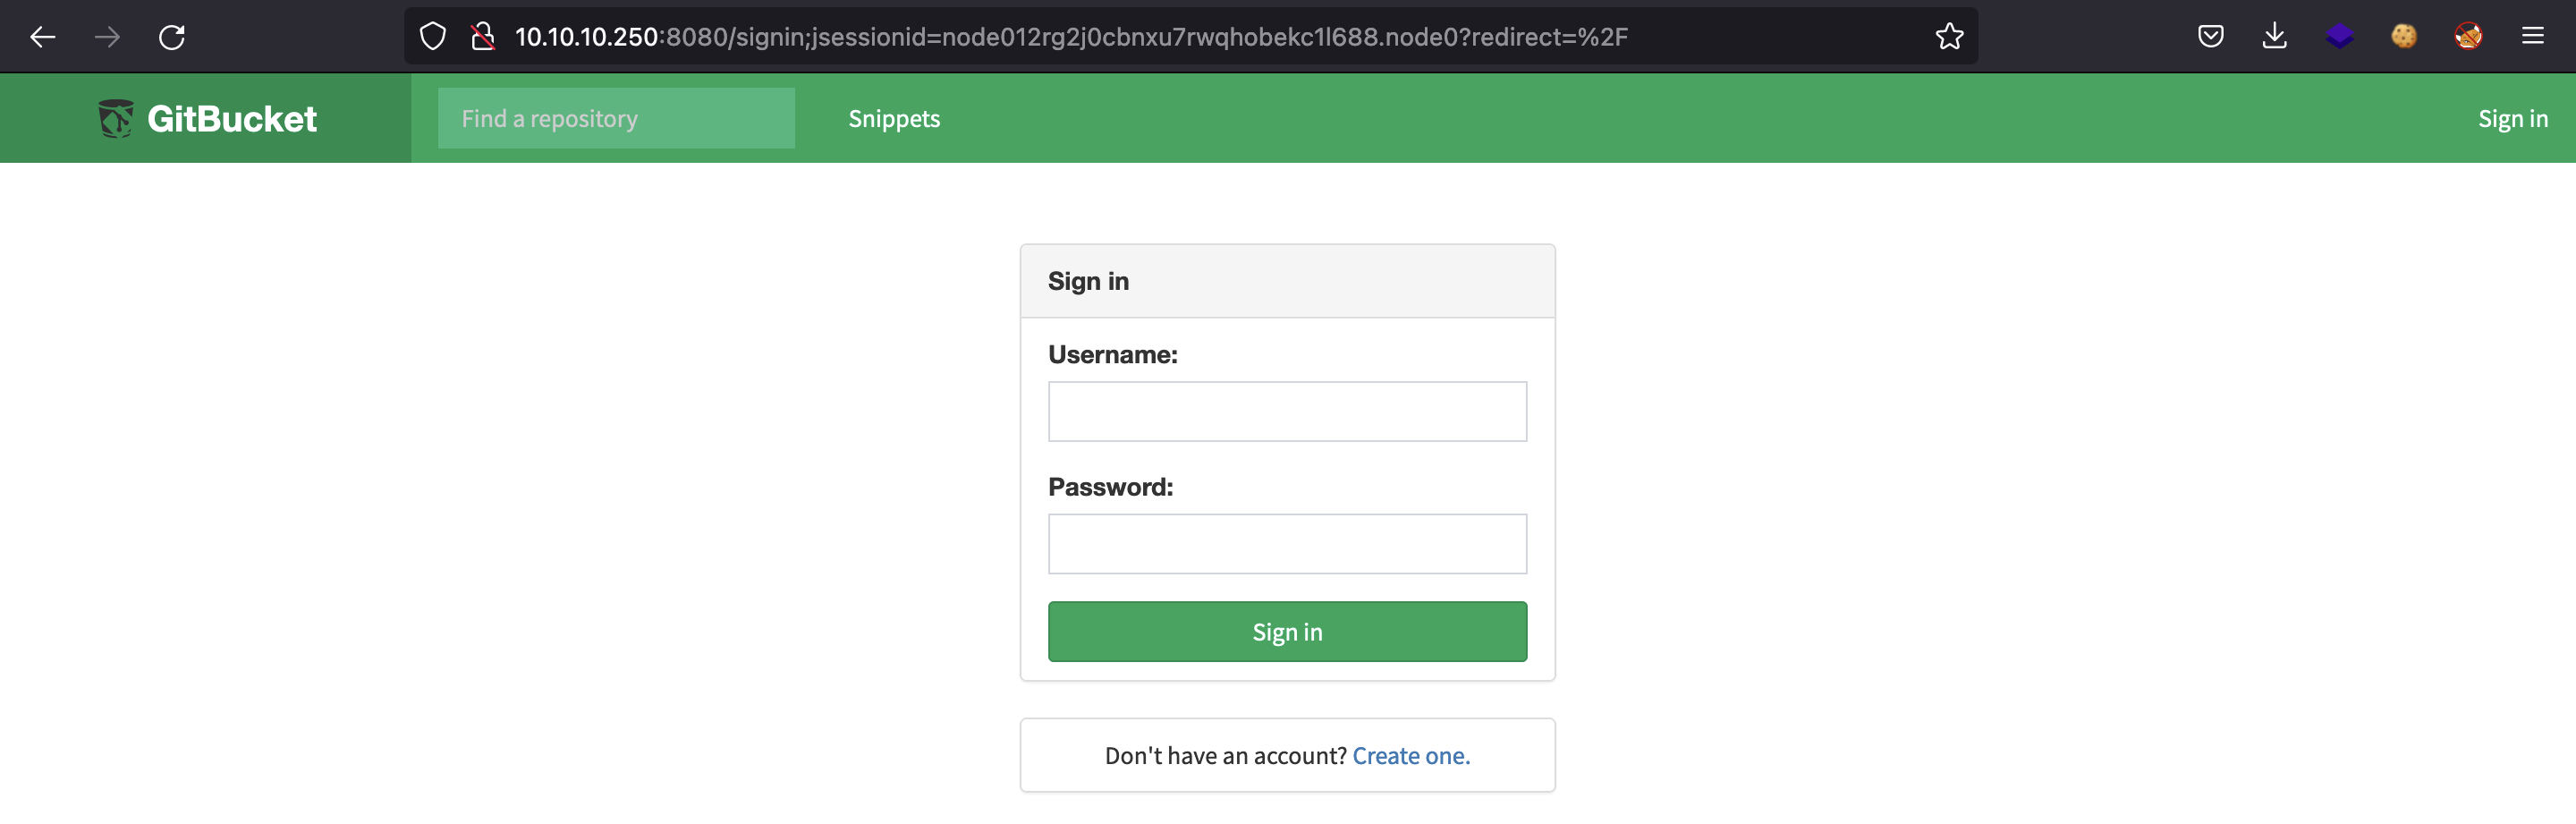 10.10.10.250:8080/signin;jsessionid=node012rg2j0cbnxu7rwqhobekc1l688.node0?redirect=%2F
GitBucket Find a repository Snippets Sign in
Sign in
Username:
Password:
Sign in
Don't have an account? Create one.